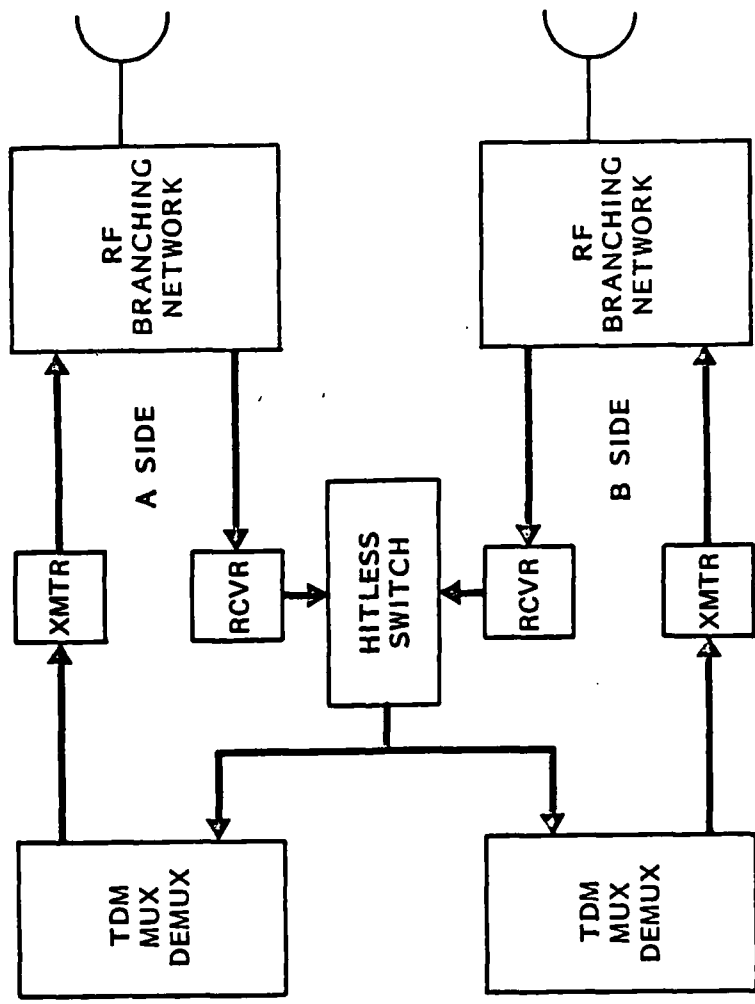 RF
BRANCHING
NETWORK
RF
BRANCHING
NETWORK
A SIDE
B SIDE
XMTR
RCVR
HITLESS
SWITCH
RCVR
XMTR
TDM
MUX
DEMUX
TDM
MUX
DEMUX